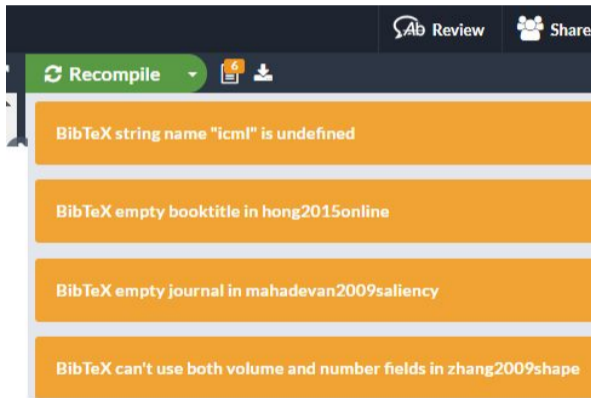 Ab Review Share
Recompile 6
BibTeX string name "icml" is undefined
BibTeX empty booktitle in hong2015online
BibTeX empty journal in mahadevan2009saliency
BibTeX can't use both volume and number fields in zhang2009shape